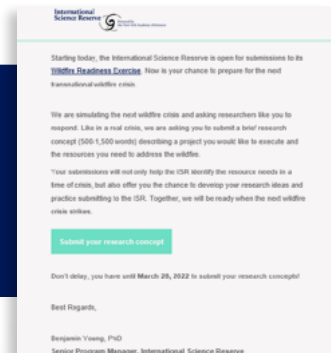 International
Science Reserve
Starting today, the International Science Reserve is open for submissions to its
Wildfire Readiness Exercise. Now is your chance to prepare for the next
transnational wildfire crisis.
We are simulating the next wildfire crisis and asking researchers like you to
respond. Like in a real crisis, we are asking you to submit a brief research
concept (500-1,500 words) describing a project you would like to execute and
the resources you need to address the wildfire.
Your submissions will not only help the ISR identify the resource needs in a
time of crisis, but also offer you the chance to develop your research ideas and
practice submitting to the ISR. Together, we will be ready when the next wildfire
crisis strikes.
Submit your research concept
Don't delay, you have until March 28, 2022 to submit your research concepts!
Best Regards,
Benjamin Young, PhD
Senior Program Manager, International Science Reserve